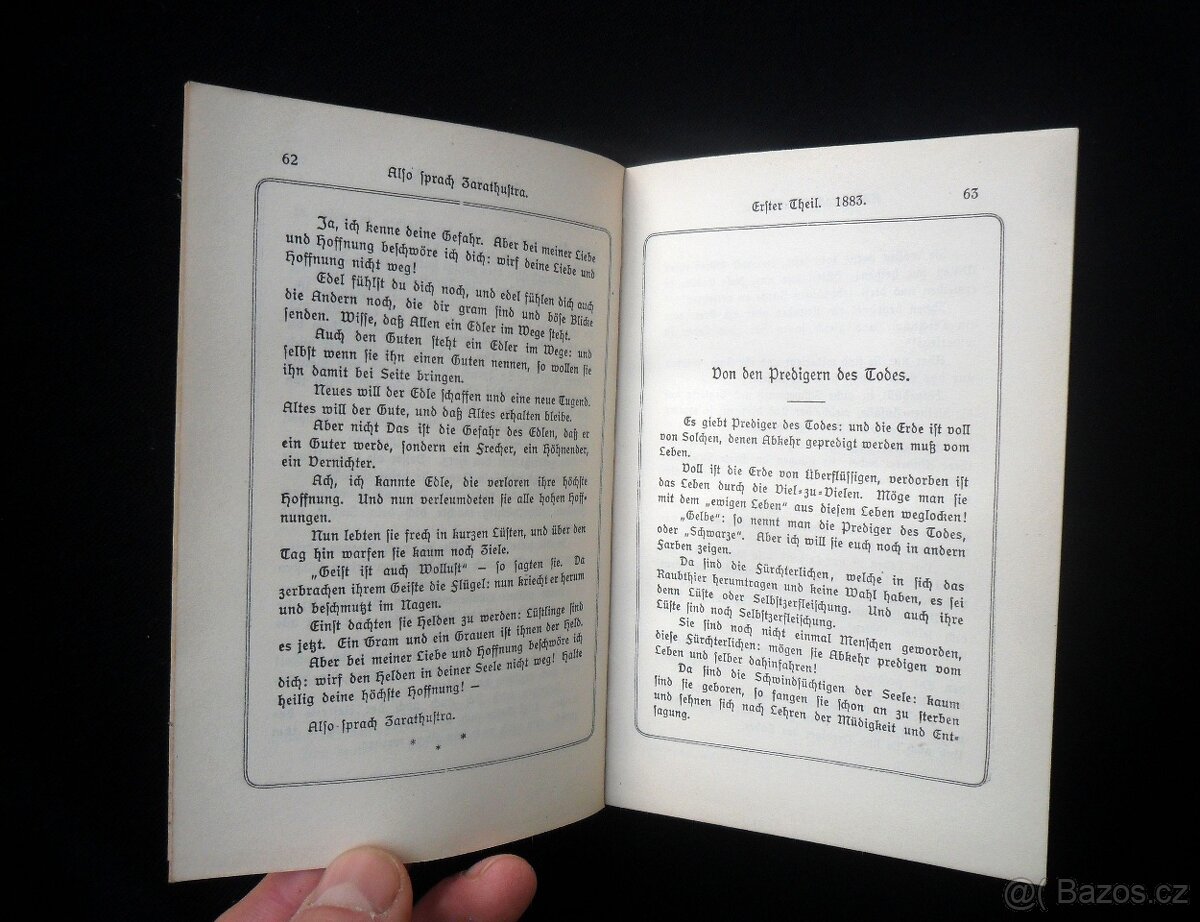 62
Also sprach Zarathustra.
Ja, ich kenne deine Gefahr. Aber bei meiner Liebe
und Hoffnung beschwöre ich dich: wirf deine Liebe und
Hoffnung nicht weg!
Edel fühlst du dich noch, und edel fühlen dich auch
die Andern noch, die dir gram sind und böse Blicke
senden. Wisse, daß Allen ein Edler im Wege steht.
Auch den Guten steht ein Edler im Wege: und
selbst wenn sie ihn einen Guten nennen, so wollen sie
ihn damit bei Seite bringen.
Neues will der Edle schaffen und eine neue Tugend.
Altes will der Gute, und daß Altes erhalten bleibe.
Aber nicht Das ist die Gefahr des Edlen, daß er
ein Guter werde, sondern ein Frecher, ein Höhnender,
ein Vernichter.
Ach, ich kannte Edle, die verloren ihre höchste
Hoffnung. Und nun verleumdeten sie alle hohen Hoff-
nungen.
Nun lebten sie frech in kurzen Lüsten, und über den
Tag hin warfen sie kaum noch Ziele.
„Geist ist auch Wollust“ — so sagten sie. Da
zerbrachen ihrem Geiste die Flügel: nun kriecht er herum
und beschmutzt im Nagen.
Einst dachten sie Helden zu werden: Lüstlinge sind
es jetzt. Ein Gram und ein Grauen ist ihnen der Held.
Aber bei meiner Liebe und Hoffnung beschwöre ich
dich: wirf den Helden in deiner Seele nicht weg! Halte
heilig deine höchste Hoffnung! —
Also sprach Zarathustra.
* * *
Erster Theil. 1883.
63
Von den Predigern des Todes.
Es giebt Prediger des Todes: und die Erde ist voll
von Solchen, denen Abkehr gepredigt werden muß vom
Leben.
Voll ist die Erde von Überflüssigen, verdorben ist
das Leben durch die Viel-zu-Vielen. Möge man sie
mit dem „ewigen Leben“ aus diesem Leben weglocken!
„Gelbe“: so nennt man die Prediger des Todes,
oder „Schwarze“. Aber ich will sie euch noch in andern
Farben zeigen.
Da sind die Fürchterlichen, welche in sich das
Raubthier herumtragen und keine Wahl haben, es sei
denn Lüste oder Selbstzerfleischung. Und auch ihre
Lüste sind noch Selbstzerfleischung.
Sie sind noch nicht einmal Menschen geworden,
diese Fürchterlichen: mögen sie Abkehr predigen vom
Leben und selber dahinfahren!
Da sind die Schwindsüchtigen der Seele: kaum
sind sie geboren, so fangen sie schon an zu sterben
und sehnen sich nach Lehren der Müdigkeit und Ent-
sagung.
@( Bazos.cz